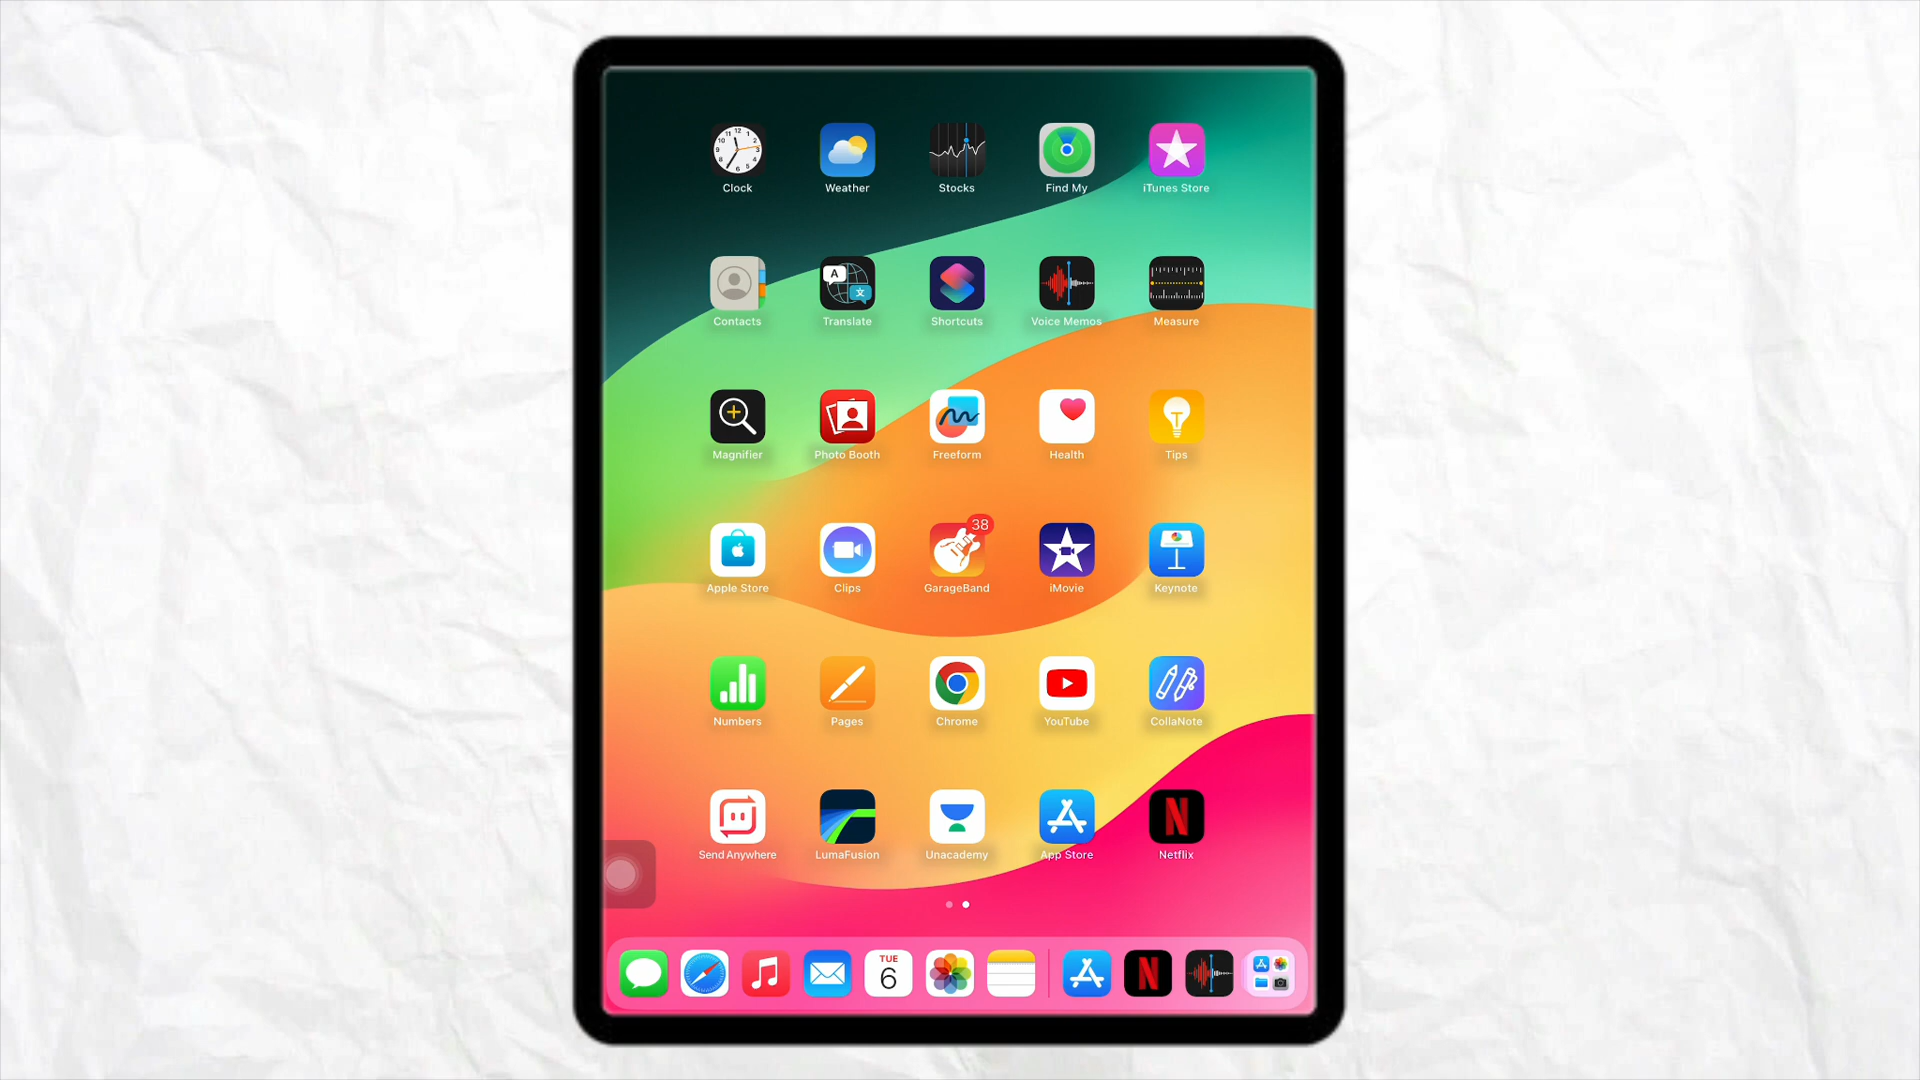 Clock Weather Stocks Find My iTunes Store
A 文
Contacts Translate Shortcuts Voice Memos Measure
Magnifier Photo Booth Freeform Health Tips
38
Apple Store Clips GarageBand iMovie Keynote
Numbers Pages Chrome YouTube CollaNote
N
Send Anywhere LumaFusion Unacademy App Store Netflix
TUE
6 N